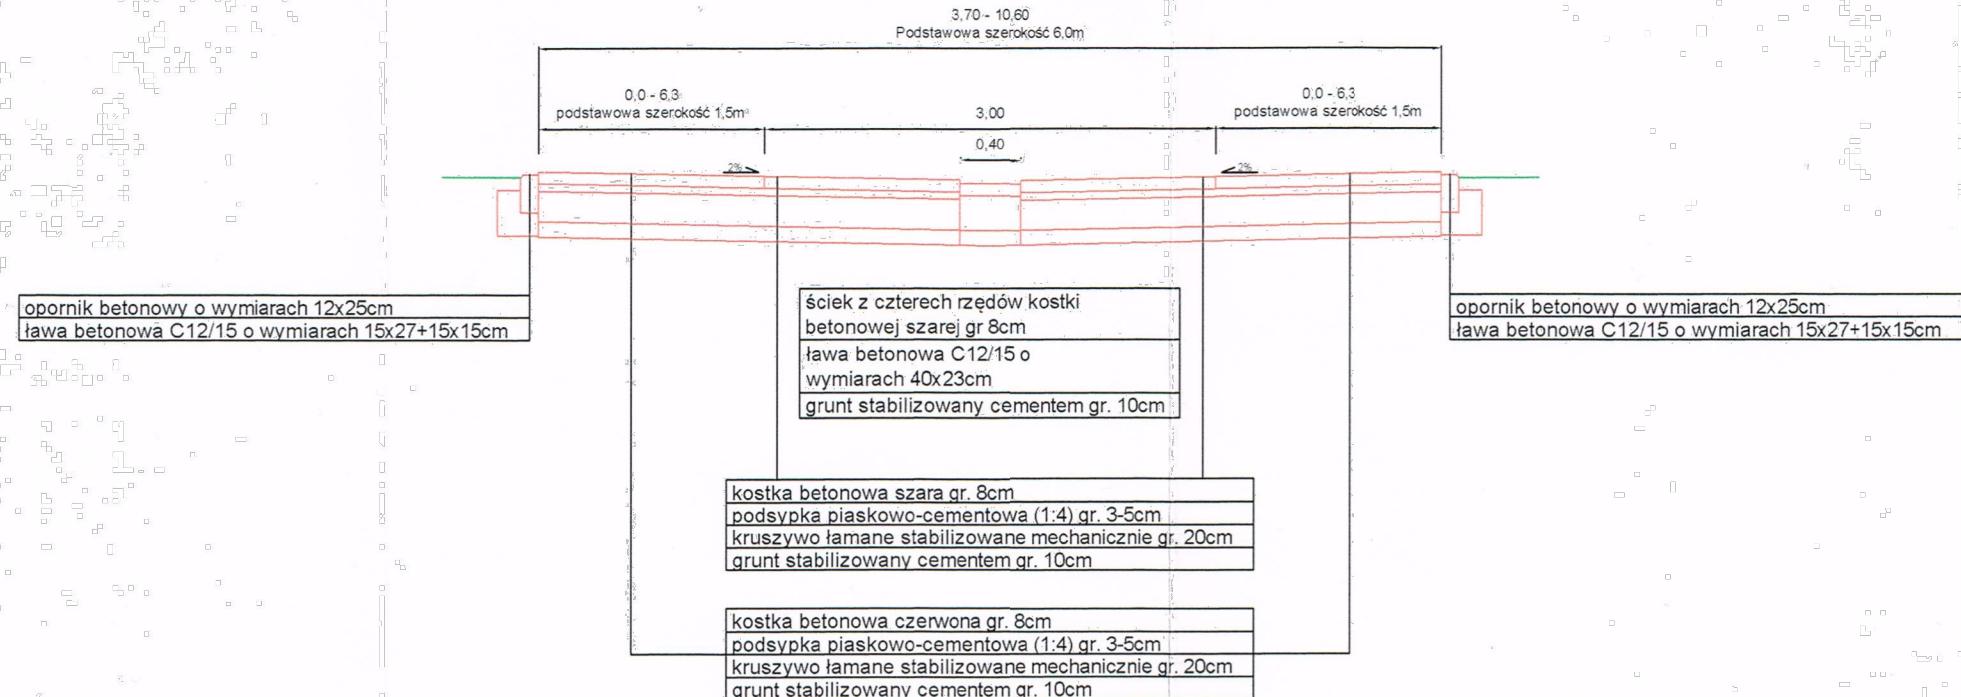 3,70 - 10,60
Podstawowa szerokość 6,0m
0,0 - 6,3
podstawowa szerokość 1,5m
3,00
0,0 - 6,3
podstawowa szerokość 1,5m
0,40
2%
2%
opornik betonowy o wymiarach 12x25cm
ława betonowa C12/15 o wymiarach 15x27+15x15cm
ściek z czterech rzędów kostki
betonowej szarej gr 8cm
ława betonowa C12/15 o
wymiarach 40x23cm
grunt stabilizowany cementem gr. 10cm
opornik betonowy o wymiarach 12x25cm
ława betonowa C12/15 o wymiarach 15x27+15x15cm
kostka betonowa szara gr. 8cm
podsypka piaskowo-cementowa (1:4) gr. 3-5cm
kruszywo łamane stabilizowane mechanicznie gr. 20cm
grunt stabilizowany cementem gr. 10cm
kostka betonowa czerwona gr. 8cm
podsypka piaskowo-cementowa (1:4) gr. 3-5cm
kruszywo łamane stabilizowane mechanicznie gr. 20cm
grunt stabilizowany cementem gr. 10cm